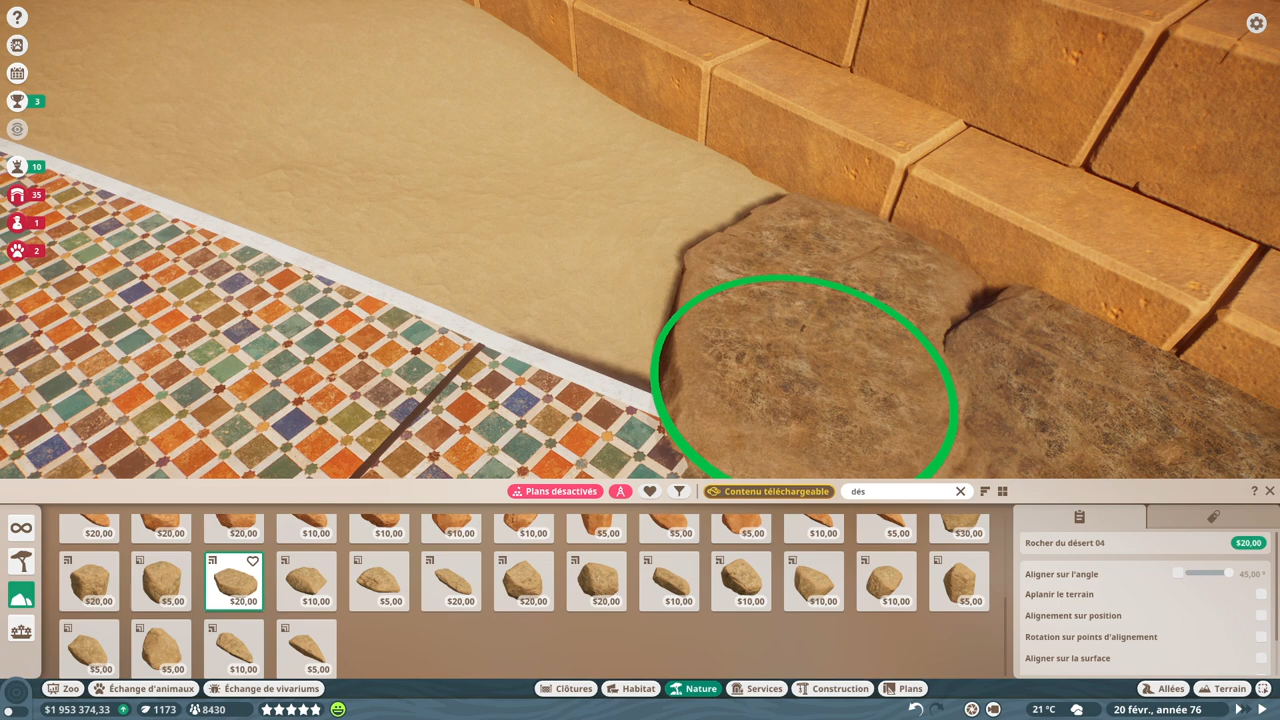 ?
3
10
35
1
2
Plans désactivés
Contenu téléchargeable
dés
?
$20,00 $20,00 $20,00 $10,00 $10,00 $10,00 $10,00 $5,00 $5,00 $5,00 $10,00 $5,00 $30,00
$20,00 $5,00 $20,00 $10,00 $5,00 $20,00 $20,00 $20,00 $10,00 $10,00 $10,00 $10,00 $5,00
$5,00 $5,00 $10,00 $5,00
Rocher du désert 04 $20,00
Aligner sur l'angle 45,00 °
Aplanir le terrain
Alignement sur position
Rotation sur points d'alignement
Aligner sur la surface
Zoo Échange d'animaux Échange de vivariums Clôtures Habitat Nature Services Construction Plans Allées Terrain
$1 953 374,33 1173 8430 21 °C 20 févr., année 76